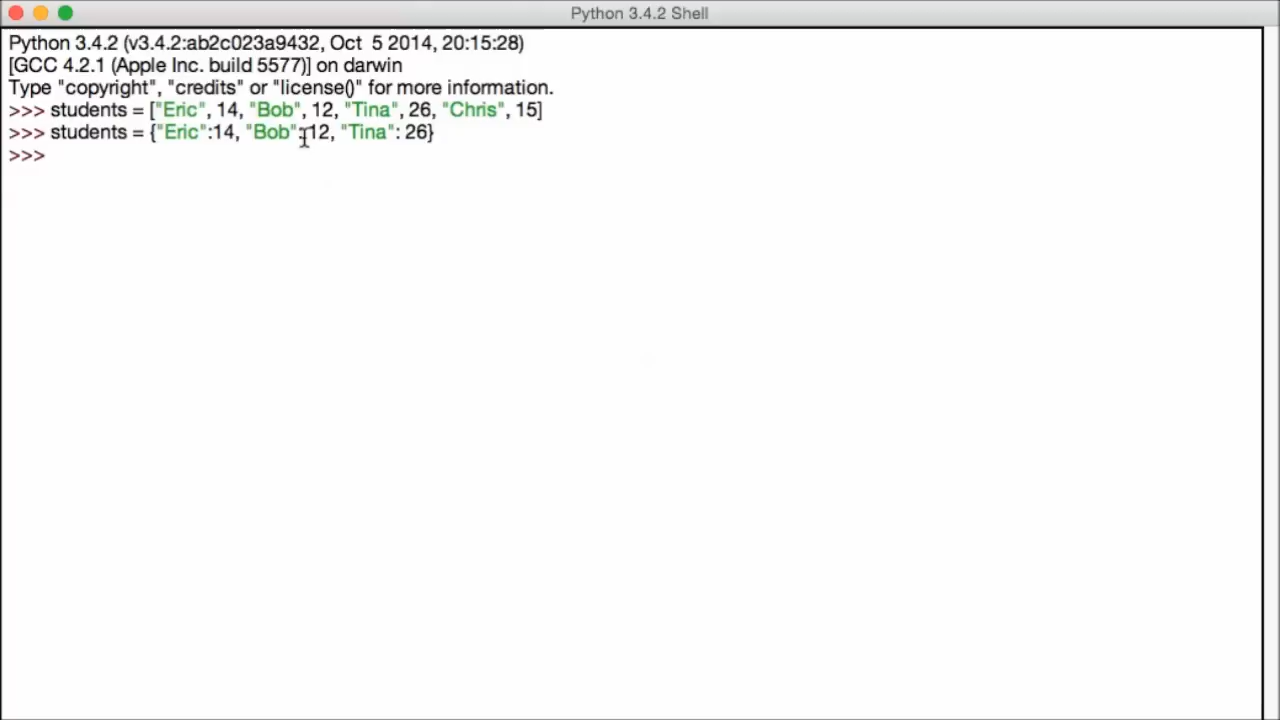 Python 3.4.2 Shell
Python 3.4.2 (v3.4.2:ab2c023a9432, Oct  5 2014, 20:15:28)
[GCC 4.2.1 (Apple Inc. build 5577)] on darwin
Type "copyright", "credits" or "license()" for more information.
>>> students = ["Eric", 14, "Bob", 12, "Tina", 26, "Chris", 15]
>>> students = {"Eric":14, "Bob":12, "Tina": 26}
>>>